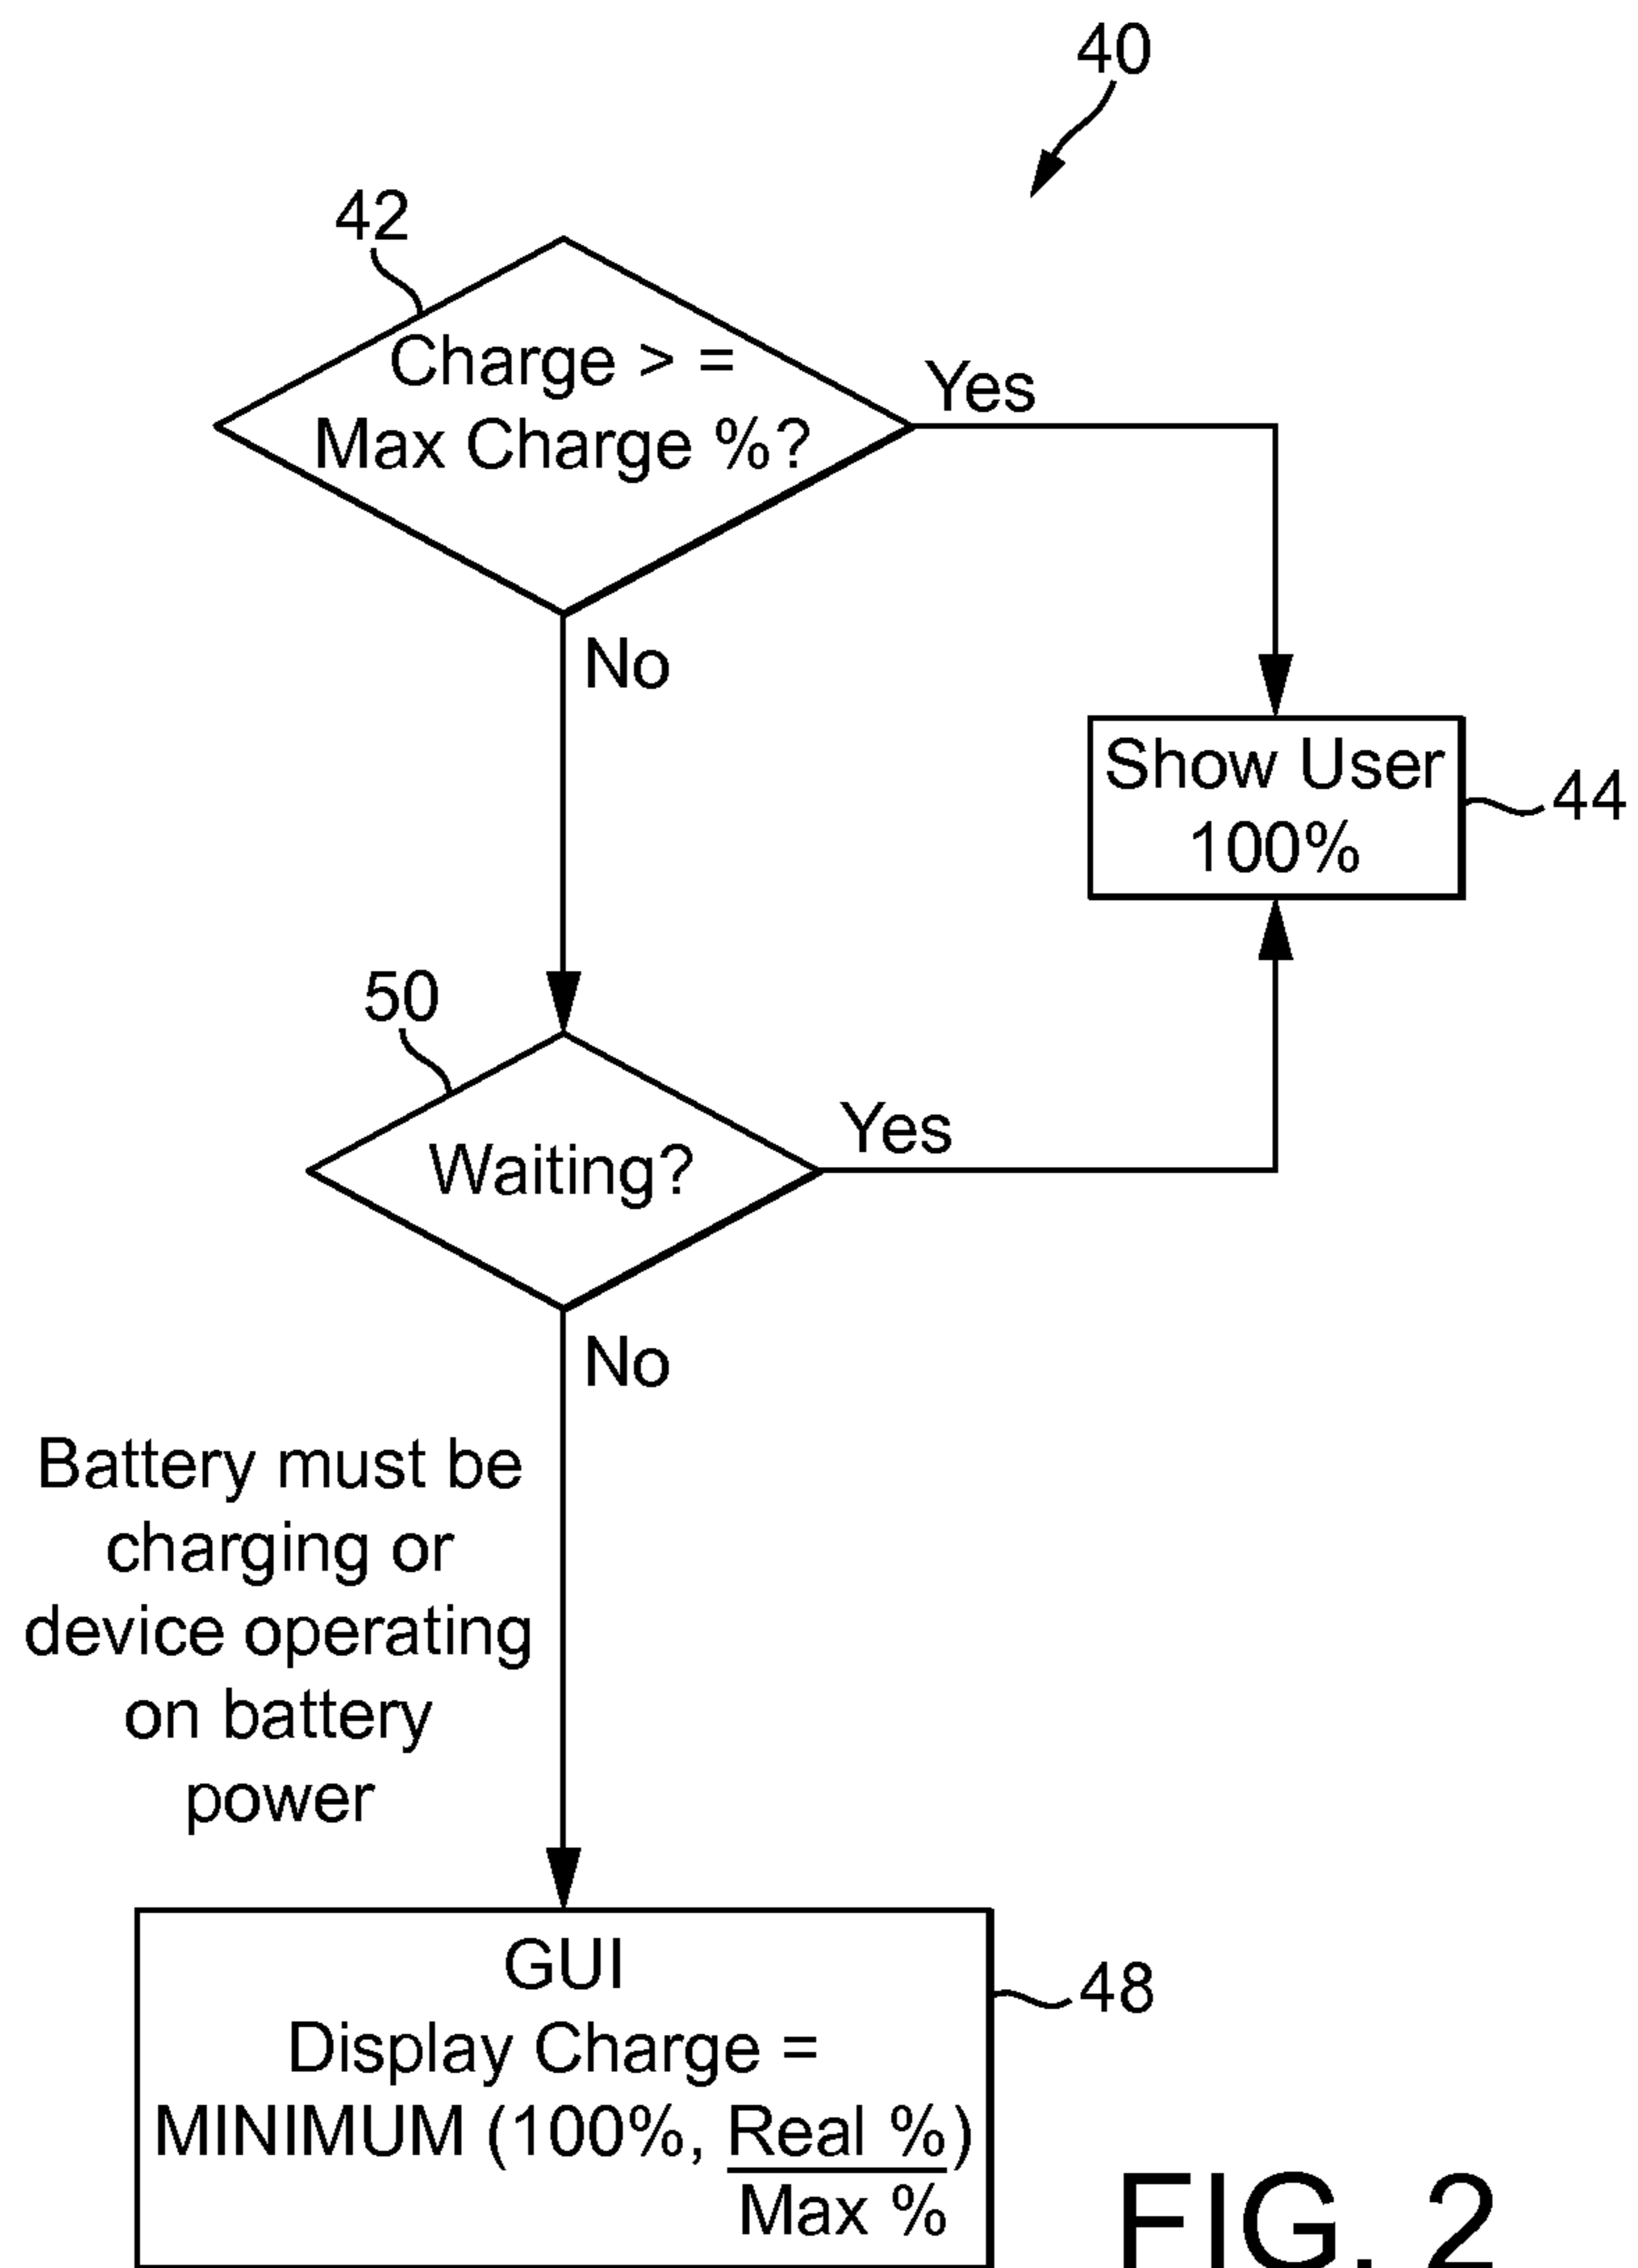 40
42
Charge > =
Max Charge %?
Yes
No
Show User
100%
44
50
Waiting?
Yes
No
Battery must be
charging or
device operating
on battery
power
GUI
Display Charge =
MINIMUM (100%, Real %)
Max %
48
FIG. 2